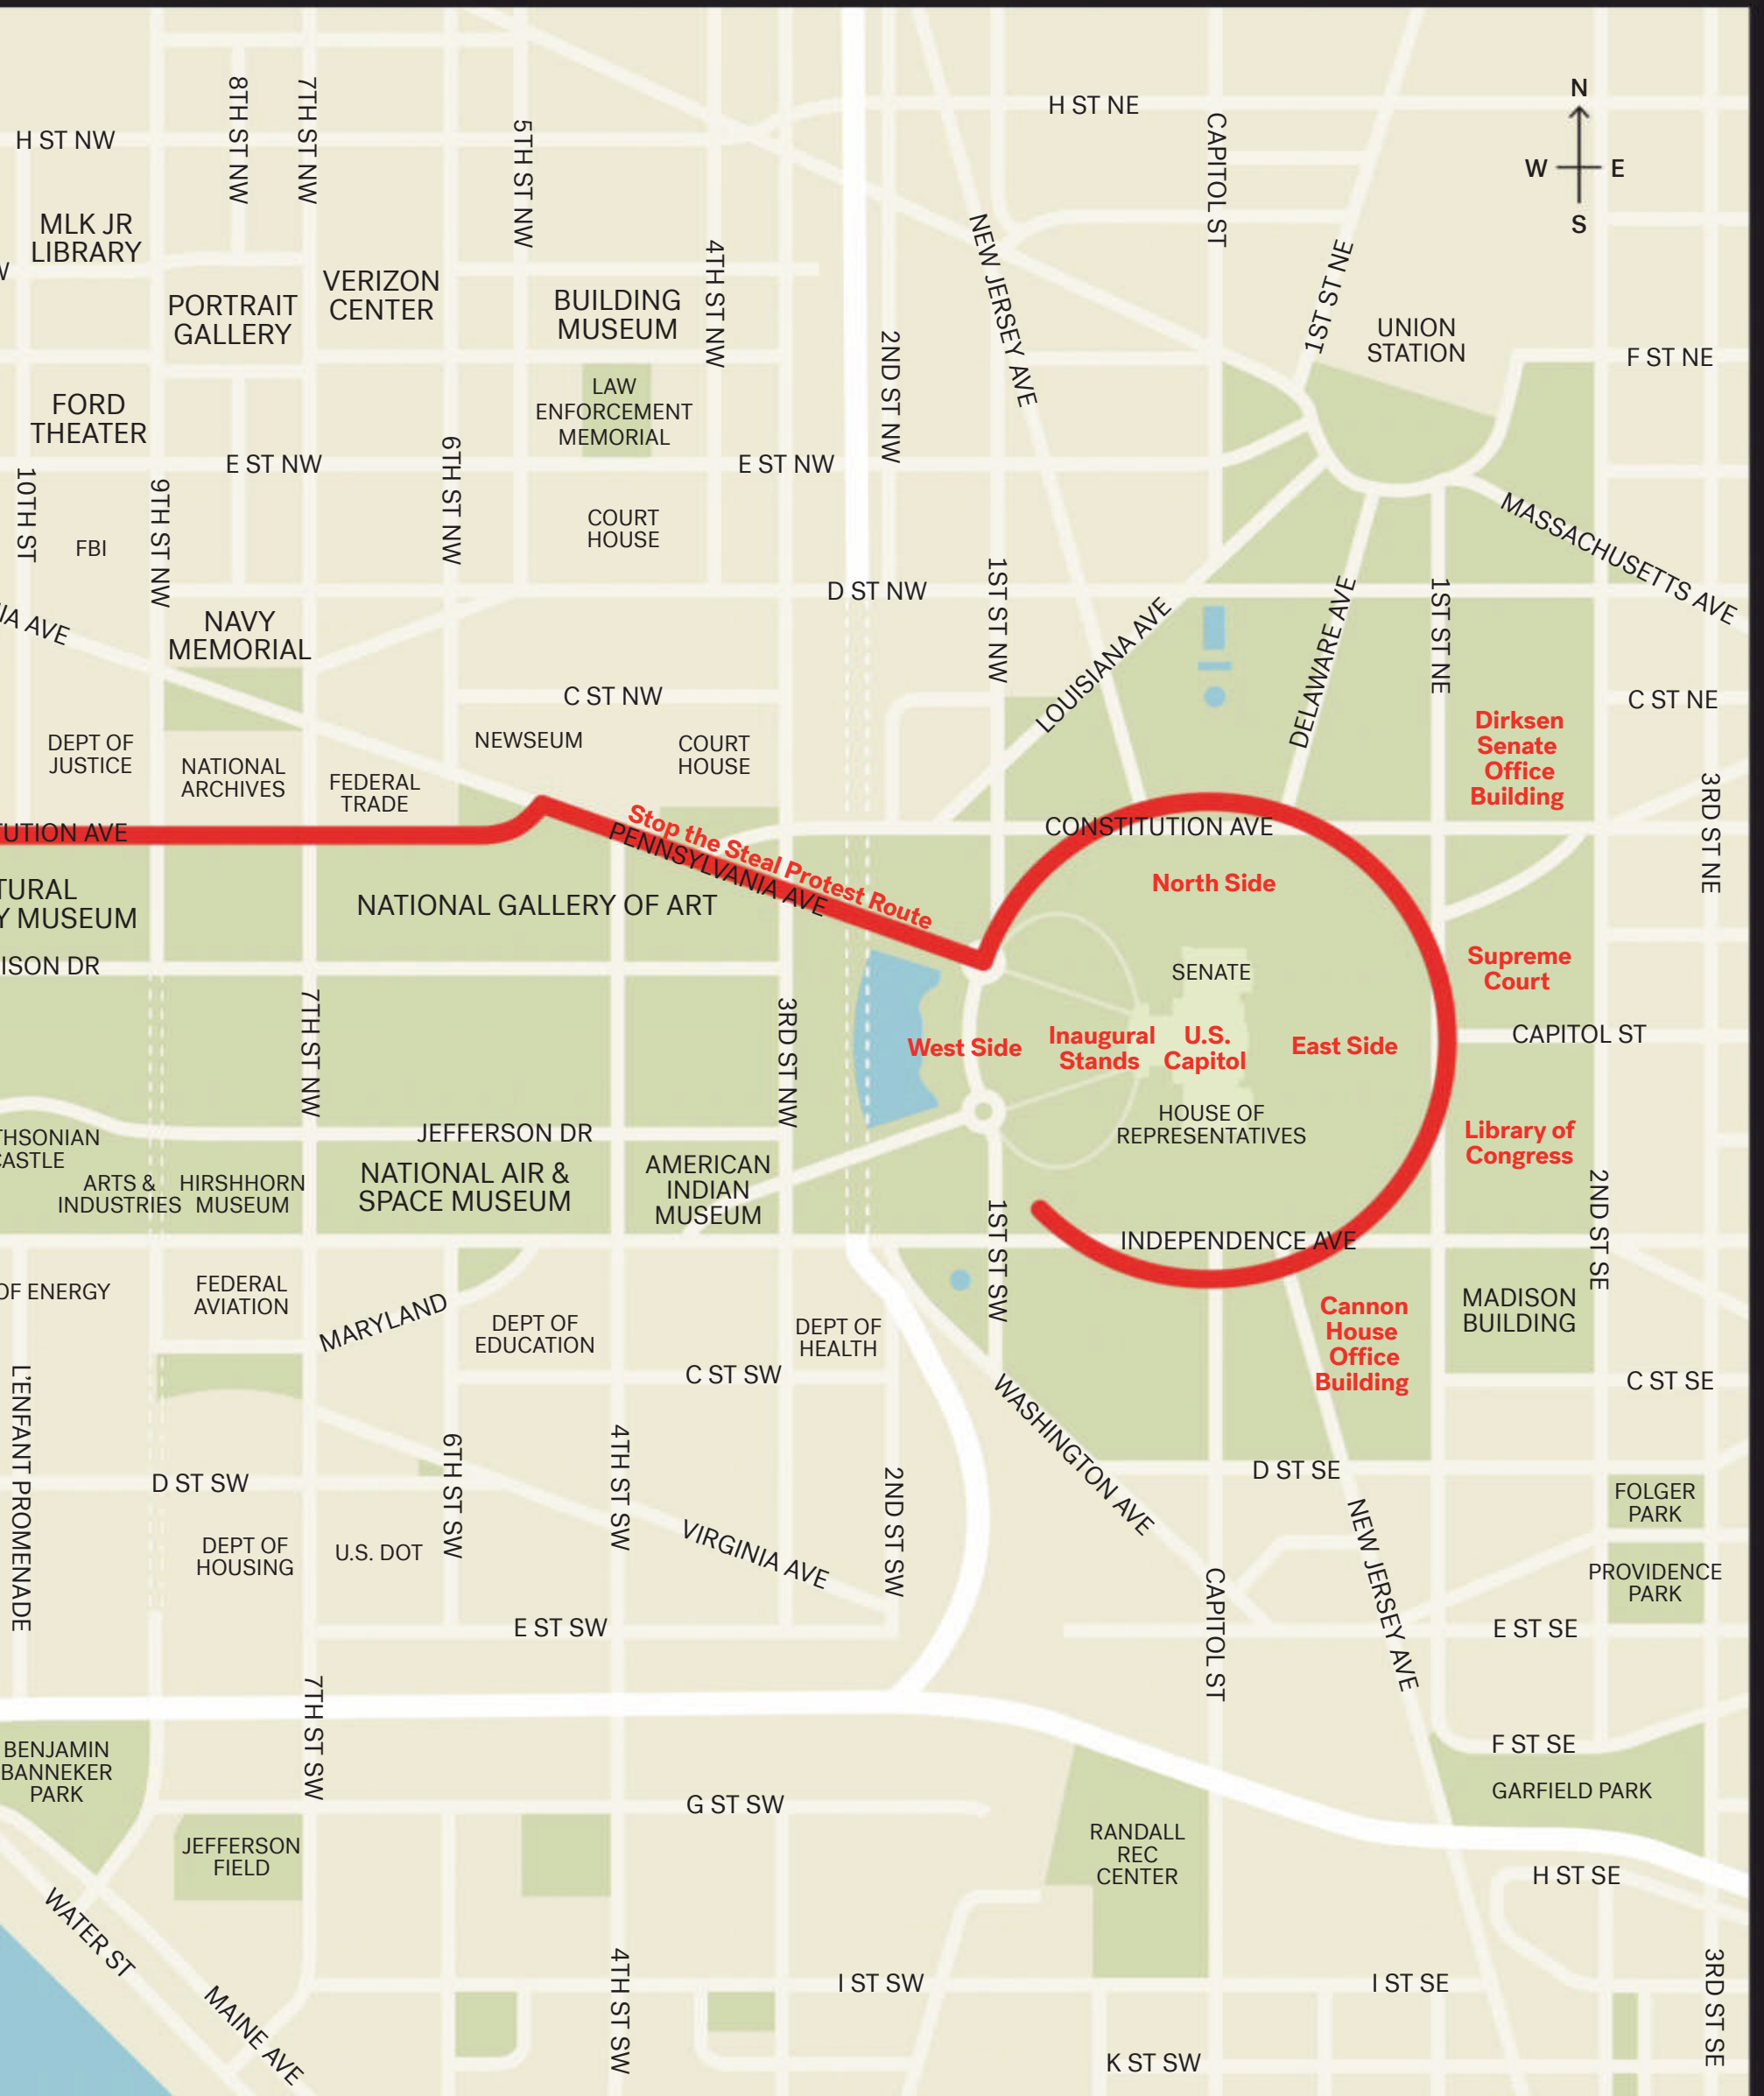 N
W
E
S
H ST NW
8TH ST NW
7TH ST NW
5TH ST NW
4TH ST NW
H ST NE
CAPITOL ST
MLK JR
LIBRARY
PORTRAIT
GALLERY
VERIZON
CENTER
BUILDING
MUSEUM
NEW JERSEY AVE
1ST ST NE
UNION
STATION
F ST NE
2ND ST NW
LAW
ENFORCEMENT
MEMORIAL
FORD
THEATER
E ST NW
6TH ST NW
E ST NW
10TH ST
9TH ST NW
FBI
COURT
HOUSE
MASSACHUSETTS AVE
D ST NW
1ST ST NW
LOUISIANA AVE
DELAWARE AVE
1ST ST NE
IA AVE
NAVY
MEMORIAL
C ST NW
C ST NE
NEWSEUM
COURT
HOUSE
Dirksen
Senate
Office
Building
DEPT OF
JUSTICE
NATIONAL
ARCHIVES
FEDERAL
TRADE
3RD ST NE
TUTION AVE
Stop the Steal Protest Route
PENNSYLVANIA AVE
CONSTITUTION AVE
North Side
TURAL
Y MUSEUM
NATIONAL GALLERY OF ART
ISON DR
SENATE
Supreme
Court
7TH ST NW
3RD ST NW
West Side
Inaugural
Stands
U.S.
Capitol
East Side
CAPITOL ST
HOUSE OF
REPRESENTATIVES
Library of
Congress
JEFFERSON DR
THSONIAN
CASTLE
ARTS &
INDUSTRIES
HIRSHHORN
MUSEUM
NATIONAL AIR &
SPACE MUSEUM
AMERICAN
INDIAN
MUSEUM
2ND ST SE
1ST ST SW
INDEPENDENCE AVE
OF ENERGY
FEDERAL
AVIATION
MARYLAND
DEPT OF
EDUCATION
DEPT OF
HEALTH
Cannon
House
Office
Building
MADISON
BUILDING
C ST SW
C ST SE
L'ENFANT PROMENADE
WASHINGTON AVE
6TH ST SW
4TH ST SW
2ND ST SW
D ST SW
D ST SE
FOLGER
PARK
DEPT OF
HOUSING
U.S. DOT
VIRGINIA AVE
NEW JERSEY AVE
PROVIDENCE
PARK
CAPITOL ST
E ST SW
E ST SE
7TH ST SW
BENJAMIN
BANNEKER
PARK
F ST SE
GARFIELD PARK
G ST SW
JEFFERSON
FIELD
RANDALL
REC
CENTER
H ST SE
WATER ST
MAINE AVE
4TH ST SW
I ST SW
I ST SE
3RD ST SE
K ST SW